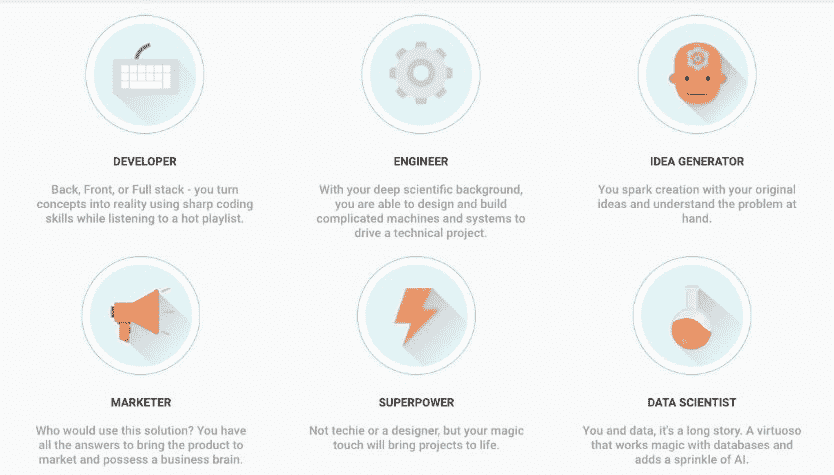 DEVELOPER
Back, Front, or Full stack - you turn
concepts into reality using sharp coding
skills while listening to a hot playlist.
ENGINEER
With your deep scientific background,
you are able to design and build
complicated machines and systems to
drive a technical project.
IDEA GENERATOR
You spark creation with your original
ideas and understand the problem at
hand.
MARKETER
Who would use this solution? You have
all the answers to bring the product to
market and possess a business brain.
SUPERPOWER
Not techie or a designer, but your magic
touch will bring projects to life.
DATA SCIENTIST
You and data, it's a long story. A virtuoso
that works magic with databases and
adds a sprinkle of AI.